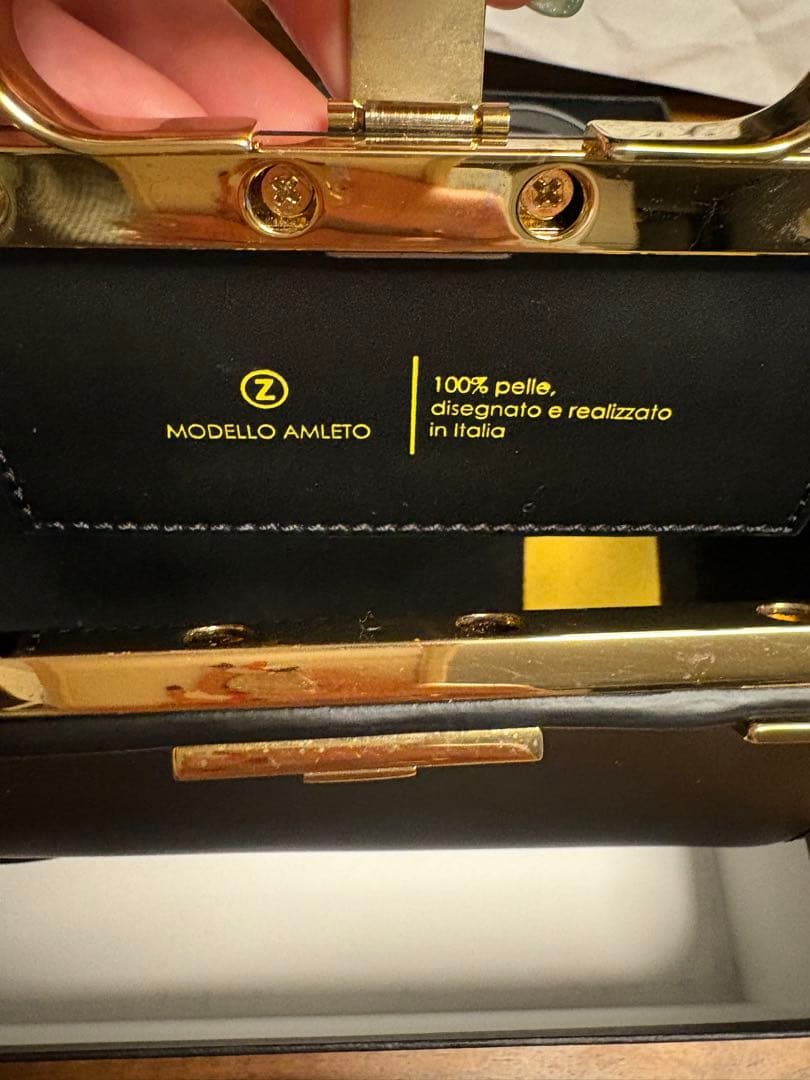 Z
MODELLO AMLETO
100% pelle,
disegnato e realizzato
in Italia